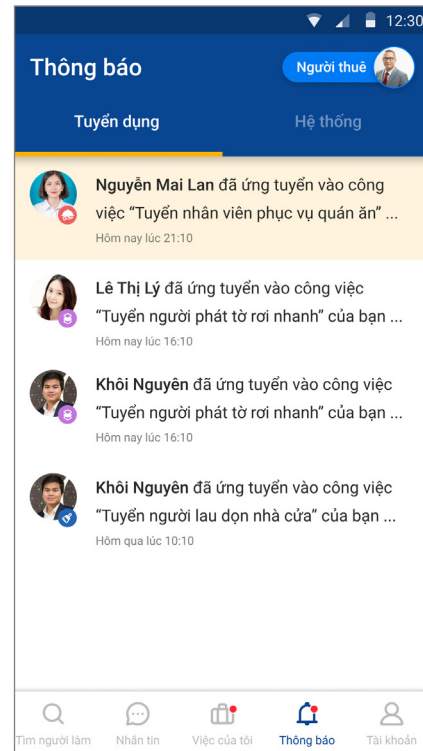 12:30
Thông báo
Người thuê
Tuyển dụng
Hệ thống
Nguyễn Mai Lan đã ứng tuyển vào công
việc “Tuyển nhân viên phục vụ quán ăn” ...
Hôm nay lúc 21:10
Lê Thị Lý đã ứng tuyển vào công việc
“Tuyển người phát tờ rơi nhanh” của bạn ...
Hôm nay lúc 16:10
Khôi Nguyên đã ứng tuyển vào công việc
“Tuyển người phát tờ rơi nhanh” của bạn ...
Hôm nay lúc 16:10
Khôi Nguyên đã ứng tuyển vào công việc
“Tuyển người lau dọn nhà cửa” của bạn ...
Hôm qua lúc 10:10
Tìm người làm
Nhắn tin
Việc của tôi
Thông báo
Tài khoản